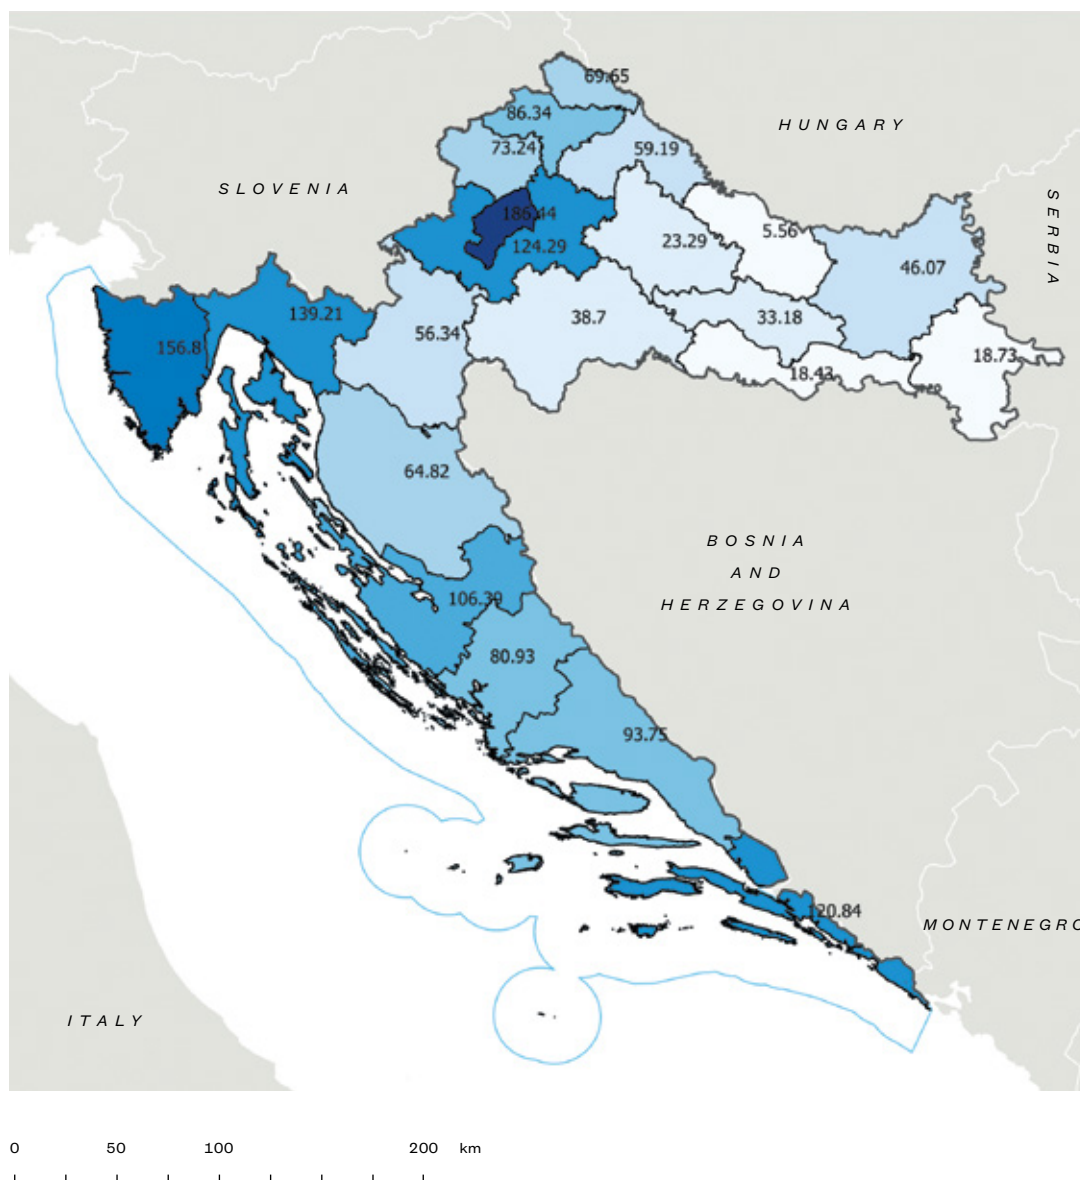 69.65
86.34
HUNGARY
73.24
59.19
SLOVENIA
SERBIA
186.44
5.56
23.29
124.29
46.07
139.21
38.7
33.18
56.34
156.8
18.73
18.43
64.82
BOSNIA
AND
HERZEGOVINA
106.39
80.93
93.75
120.84
MONTENEGRO
ITALY
0 50 100 200 km